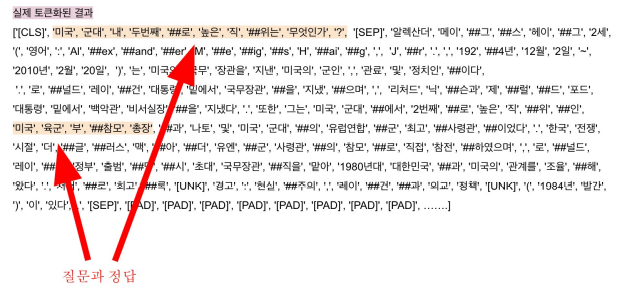 실제 토큰화된 결과
['[CLS]', '미국', '군대', '내', '두번째', '##로', '높은', '직', '##위는', '무엇인가', '?', '[SEP]', '알렉산더', '메이', '##그', '##스', '헤이', '##그', '2세',
'(', '영어', ':', 'Al', '##ex', '##and', '##er', 'M', '##e', '##ig', '##s', 'H', '##ai', '##g', ',', 'J', '##r', '.', ',', '192', '##4년', '12월', '2일', '~',
'2010년', '2월', '20일', ')', '는', '미국의', '장관을', '지낸', '미국의', '군인', ',', '관료', '및', '정치인', '##이다',
'.', '로', '##널드', '레이', '##건', '대통령', '밑에서', '국무장관', '##을', '지냈', '##으며', ',', '리처드', '닉', '##슨과', '제', '##럴', '##드', '포드',
'대통령', '밑에서', '백악관', '비서실장', '##을', '지냈다', '.', '또한', '그는', '미국', '군대', '##에서', '2번째', '##로', '높은', '직', '##위', '##인',
'미국', '육군', '부', '##참모', '총장', '##과', '나토', '및', '미국', '군대', '##의', '유럽연합', '##군', '최고', '##사령관', '##이었다', '.', '한국', '전쟁',
'시절', '더', '##글', '##러스', '맥', '##아', '##더', '유엔', '##군', '사령관', '##의', '참모', '##로', '직접', '참전', '##하였으며', ',', '로', '##널드',
레이', '정부', '출범', '##시', '초대', '국무장관', '##직을', '맡아', '1980년대', '대한민국', '##과', '미국의', '관계를', '조율', '##해',
'왔다', '.', '##로', '회고', '##록', '[UNK]', '경고', ':', '현실', '##주의', ',', '레이', '##건', '##과', '외교', '정책', '[UNK]', '(', '1984년', '발간',
')', '이', '있다', '.', '[SEP]', '[PAD]', '[PAD]', '[PAD]', '[PAD]', '[PAD]', '[PAD]', '[PAD]', '[PAD]', …….]
질문과 정답